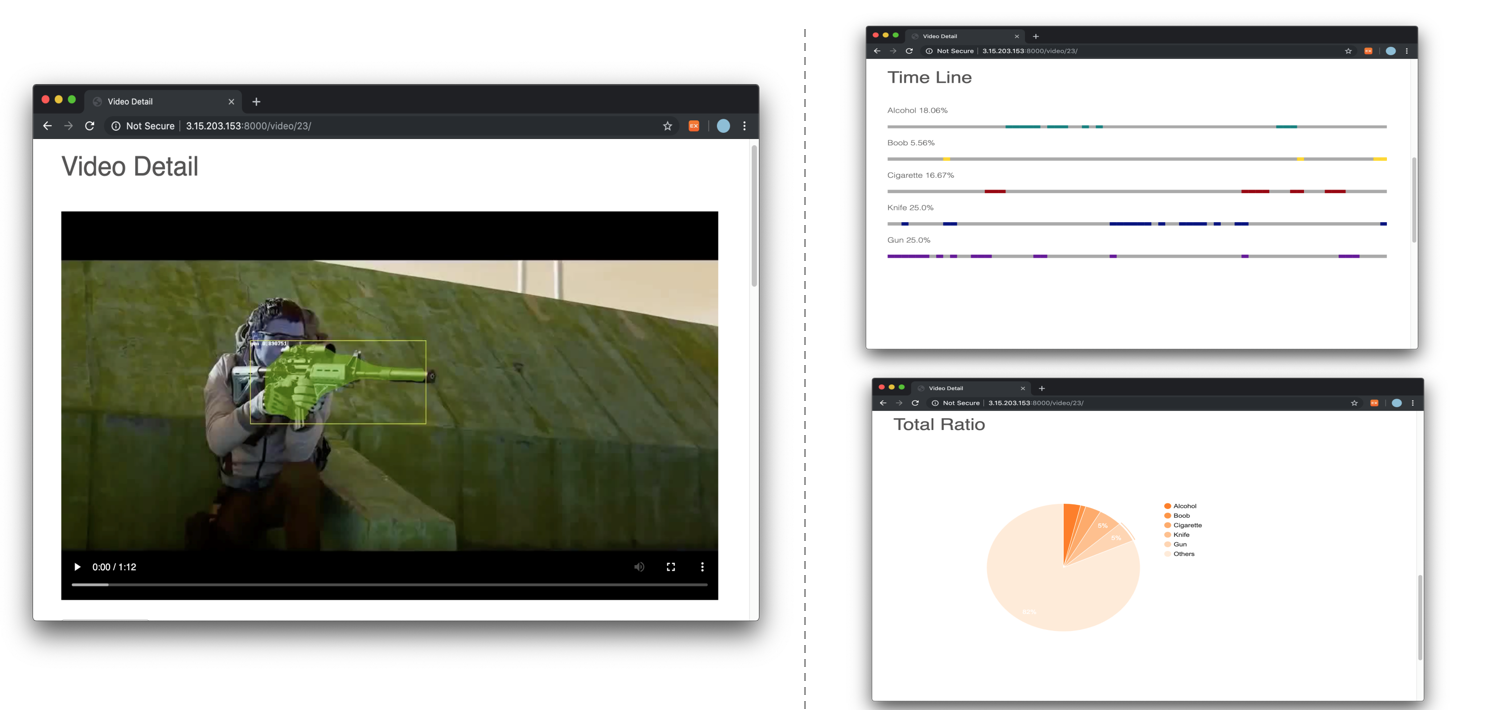 Video Detail
Not Secure | 3.15.203.153:8000/video/23/
Video Detail
0:00 / 1:12
Video Detail
Not Secure | 3.15.203.153:8000/video/23/
Time Line
Alcohol 18.06%
Boob 5.56%
Cigarette 16.67%
Knife 25.0%
Gun 25.0%
Video Detail
Not Secure | 3.15.203.153:8000/video/23/
Total Ratio
5%
Alcohol
Boob
Cigarette
Knife
Gun
Others